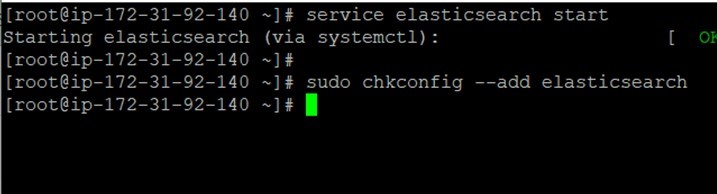 [root@ip-172-31-92-140 ~]# service elasticsearch start
Starting elasticsearch (via systemctl): [ OK
[root@ip-172-31-92-140 ~]#
[root@ip-172-31-92-140 ~]# sudo chkconfig --add elasticsearch
[root@ip-172-31-92-140 ~]#